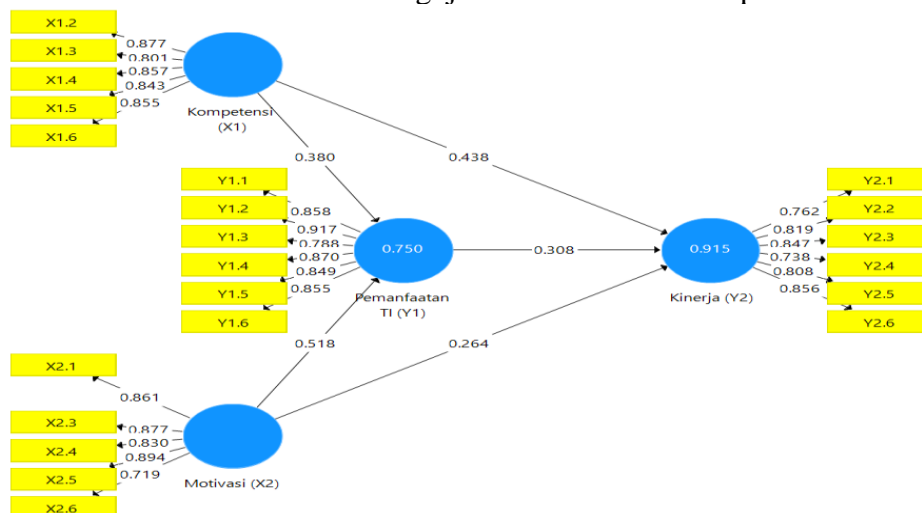 X1.2
X1.3
X1.4
X1.5
X1.6
0.877
0.801
0.857
0.843
0.855
Kompetensi
(X1)
0.380
0.438
Y1.1
Y1.2
Y1.3
Y1.4
Y1.5
Y1.6
0.858
0.917
0.788
0.870
0.849
0.855
0.750
Pemanfaatan
TI (Y1)
0.308
0.915
Kinerja (Y2)
0.762
0.819
0.847
0.738
0.808
0.856
Y2.1
Y2.2
Y2.3
Y2.4
Y2.5
Y2.6
0.518
0.264
X2.1
X2.3
X2.4
X2.5
X2.6
0.861
0.877
0.830
0.894
0.719
Motivasi (X2)